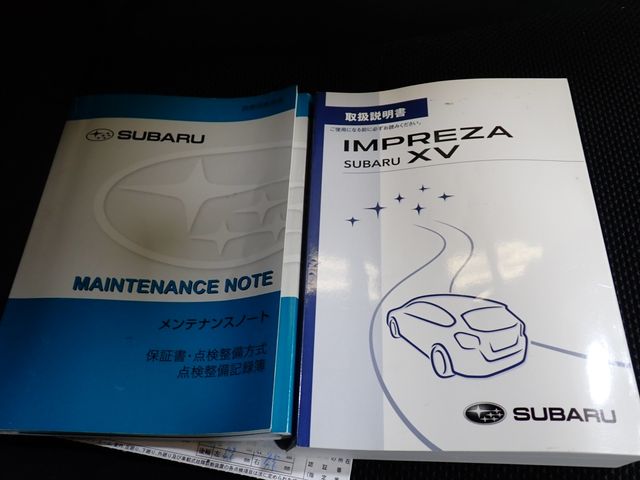 SUBARU
MAINTENANCE NOTE
メンテナンスノート
保証書・点検整備方式
点検整備記録簿
取扱説明書
ご使用になる前に必ずお読みください。
IMPREZA
SUBARU XV
SUBARU